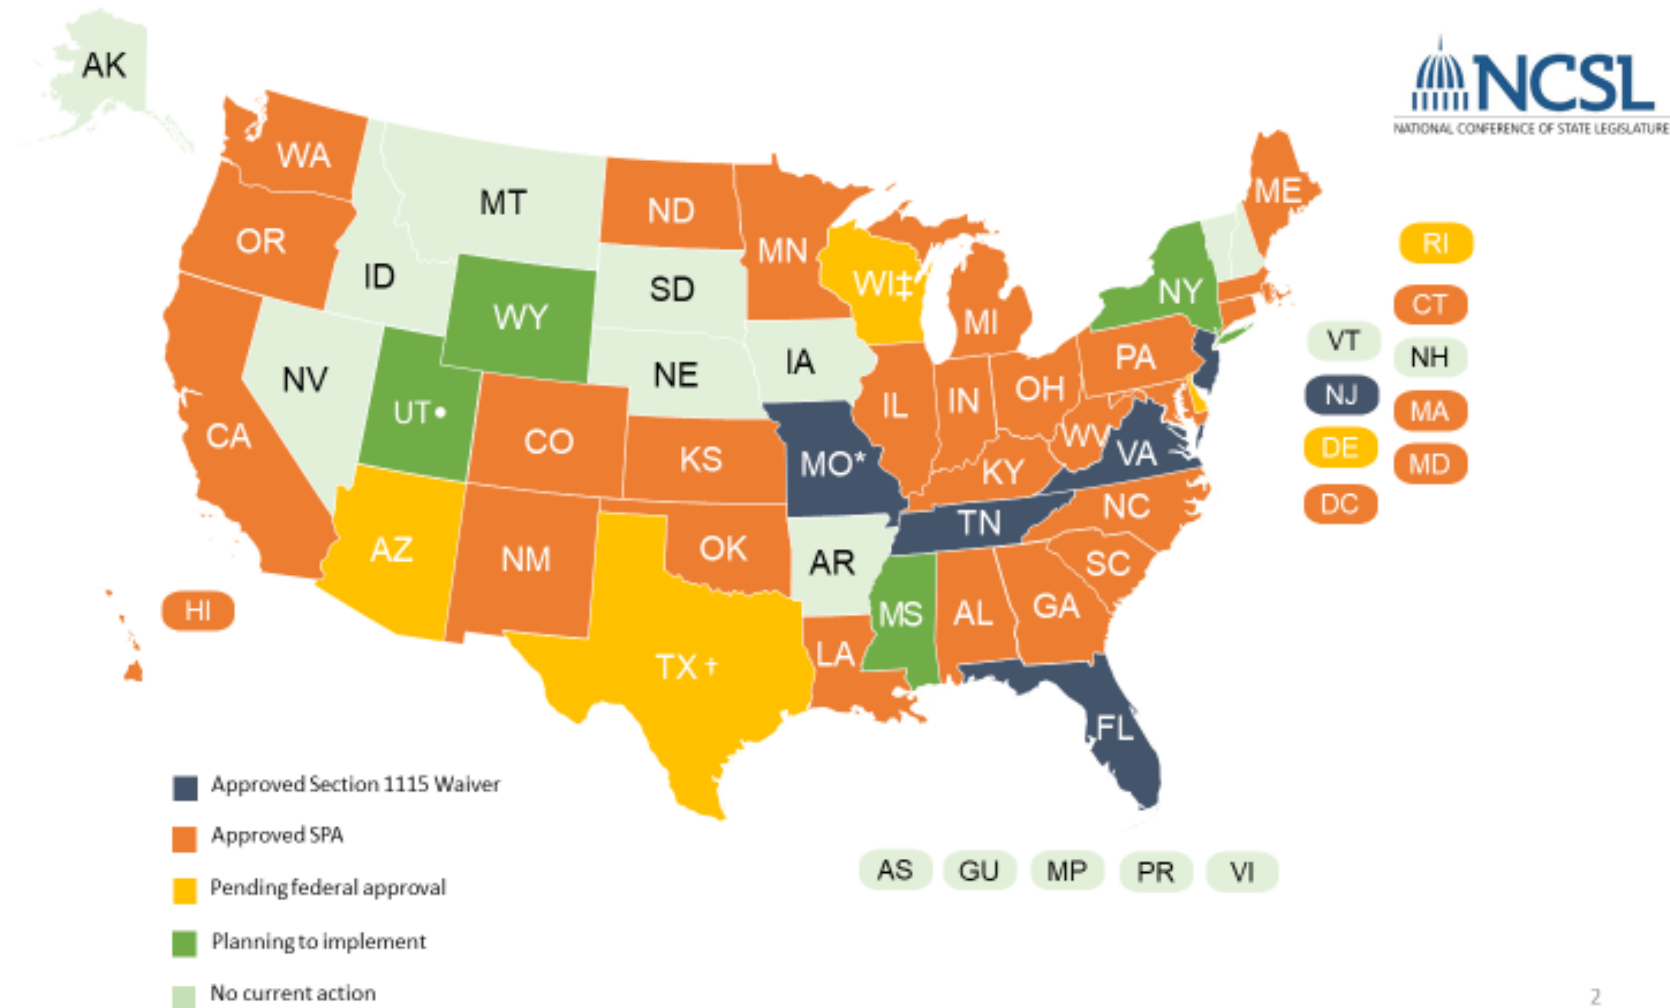 AK
NCSL
NATIONAL CONFERENCE OF STATE LEGISLATURE
WA
MT
ND
MN
ME
OR
ID
SD
WI‡
MI
NY
RI
WY
CT
VT
NH
NV
UT•
NE
IA
PA
NJ
MA
CA
CO
KS
MO*
IL
IN
OH
WV
VA
DE
MD
KY
DC
TN
NC
AZ
NM
OK
AR
SC
HI
MS
AL
GA
TX †
LA
FL
Approved Section 1115 Waiver
Approved SPA
Pending federal approval
Planning to implement
No current action
AS GU MP PR VI
2